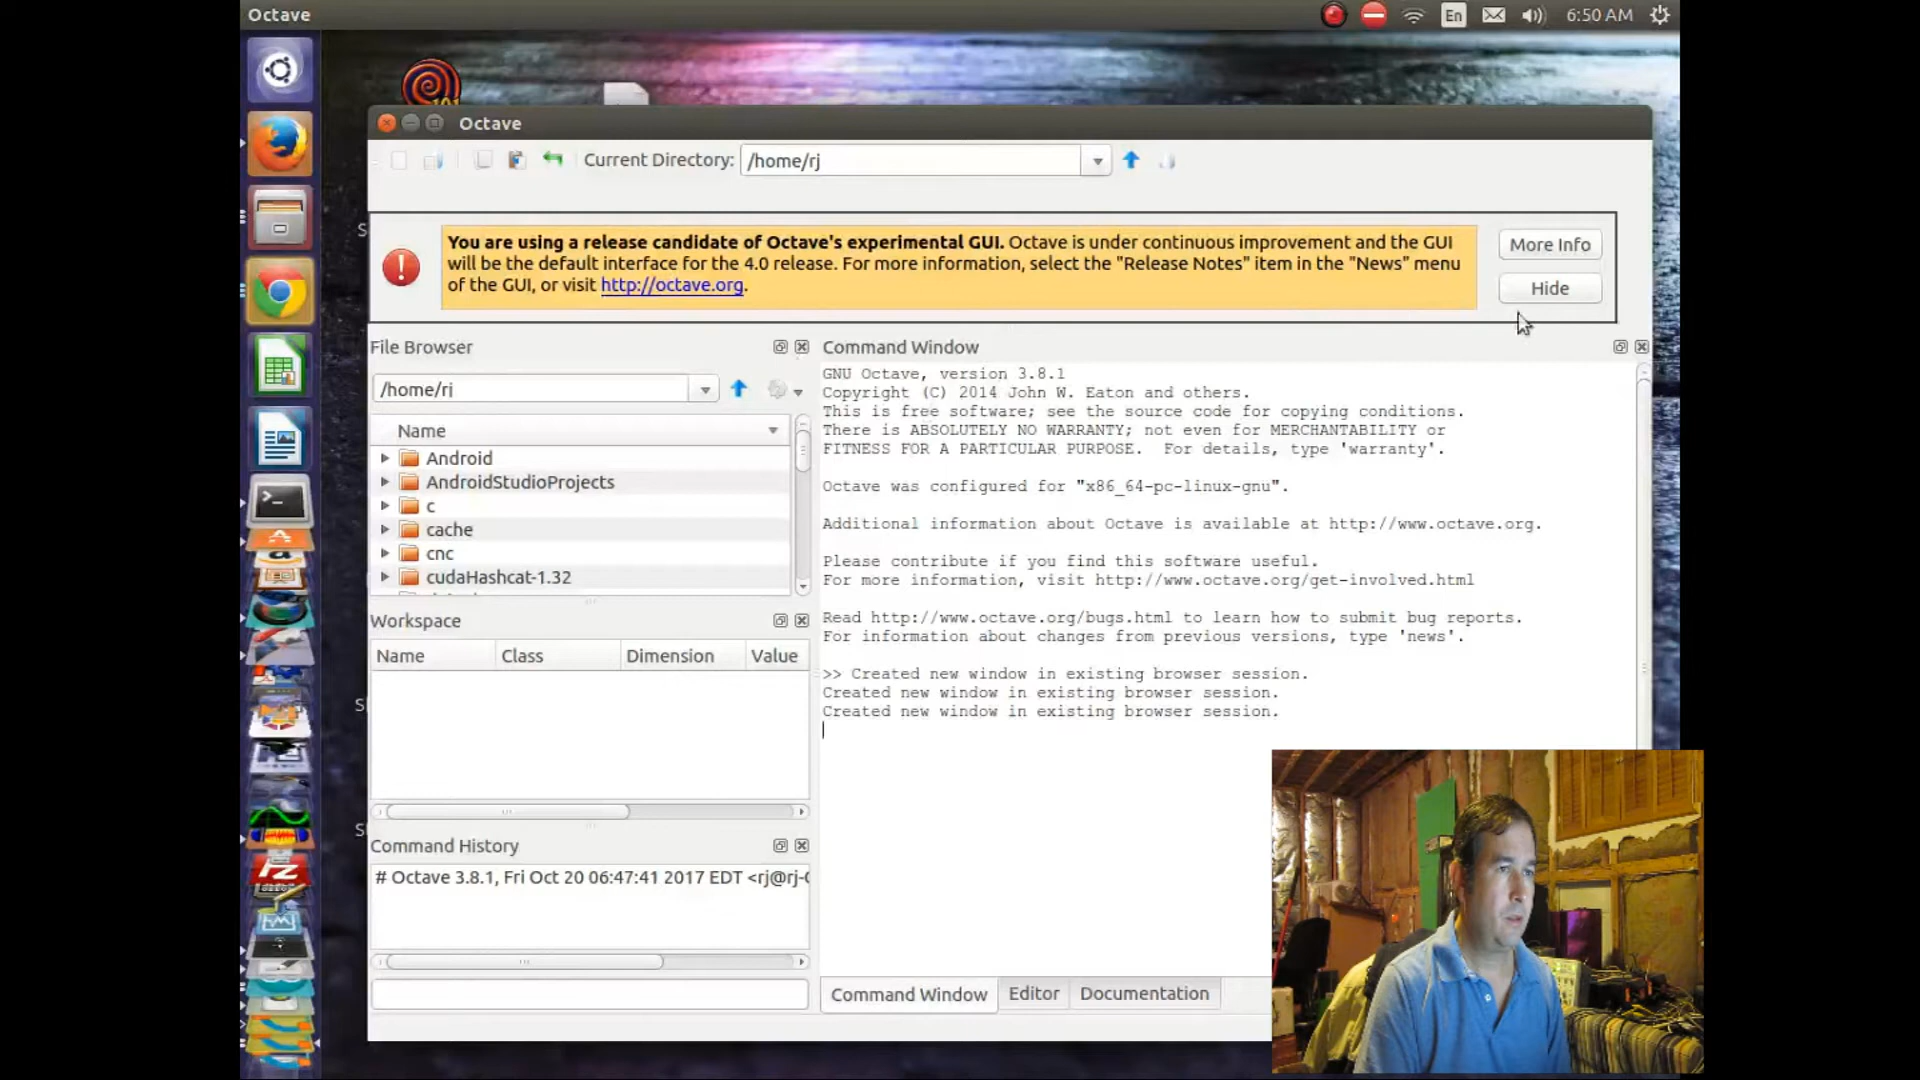 Octave
En
6:50 AM
101
Octave
Current Directory: /home/rj
You are using a release candidate of Octave's experimental GUI. Octave is under continuous improvement and the GUI
will be the default interface for the 4.0 release. For more information, select the "Release Notes" item in the "News" menu
of the GUI, or visit http://octave.org.
More Info
Hide
File Browser
/home/rj
Name
Android
AndroidStudioProjects
c
cache
cnc
cudaHashcat-1.32
Workspace
Name Class Dimension Value
Command History
# Octave 3.8.1, Fri Oct 20 06:47:41 2017 EDT <rj@rj-
Command Window
GNU Octave, version 3.8.1
Copyright (C) 2014 John W. Eaton and others.
This is free software; see the source code for copying conditions.
There is ABSOLUTELY NO WARRANTY; not even for MERCHANTABILITY or
FITNESS FOR A PARTICULAR PURPOSE.  For details, type 'warranty'.
Octave was configured for "x86_64-pc-linux-gnu".
Additional information about Octave is available at http://www.octave.org.
Please contribute if you find this software useful.
For more information, visit http://www.octave.org/get-involved.html
Read http://www.octave.org/bugs.html to learn how to submit bug reports.
For information about changes from previous versions, type 'news'.
>> Created new window in existing browser session.
Created new window in existing browser session.
Created new window in existing browser session.
Command Window Editor Documentation